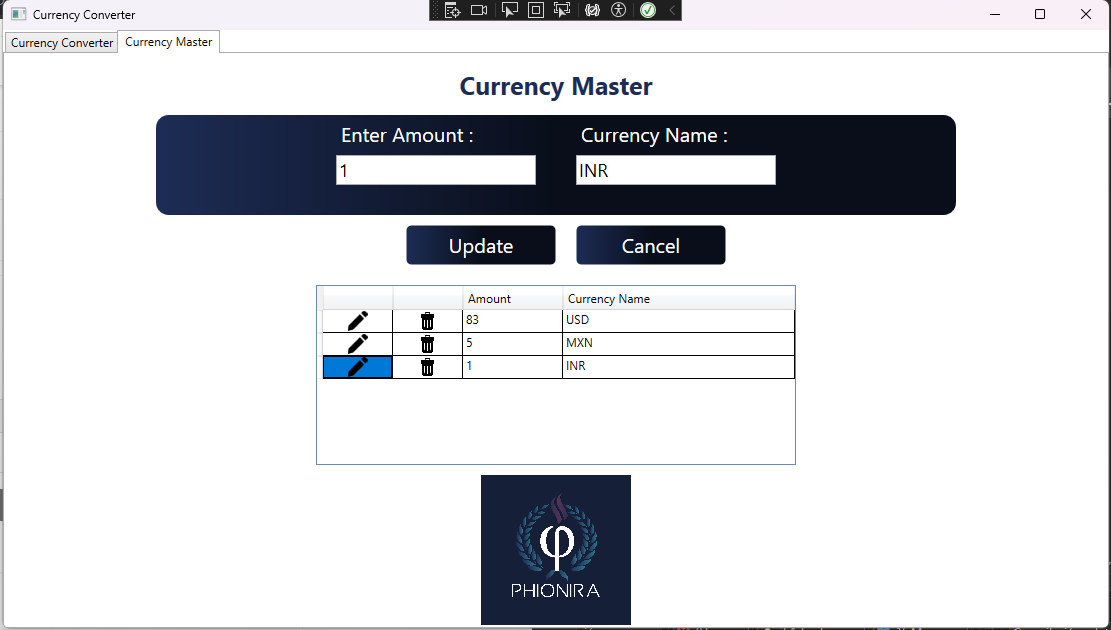 Currency Converter
Currency Converter Currency Master
Currency Master
Enter Amount : Currency Name :
1 INR
Update Cancel
Amount Currency Name
83 USD
5 MXN
1 INR
φ
PHIONIRA